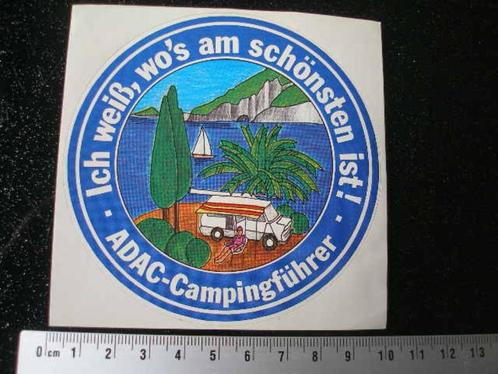 · Ich weiß, wo's am schönsten ist! ·
ADAC-Campingführer
0 cm 1 2 3 4 5 6 7 8 9 10 11 12 13